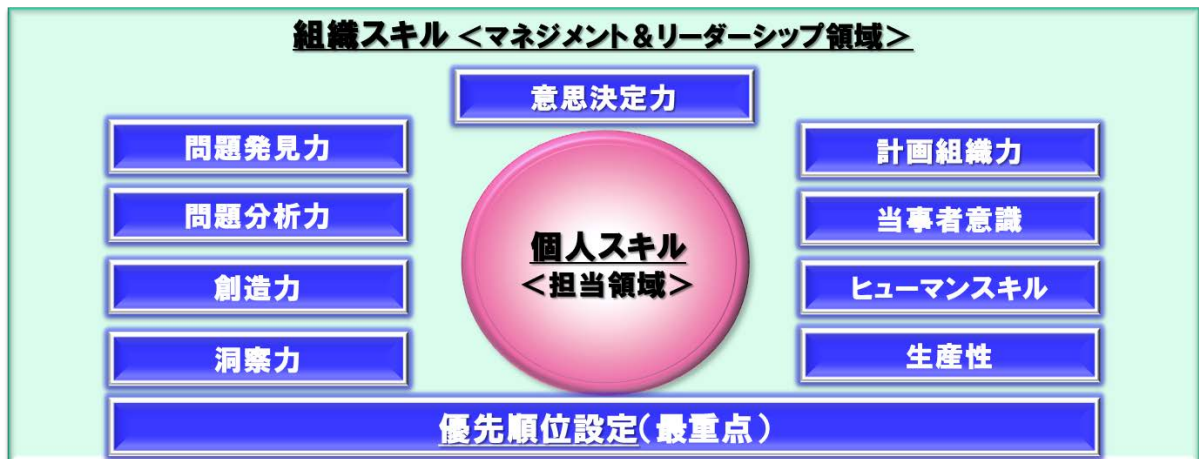 組織スキル <マネジメント&リーダーシップ領域>
意思決定力
問題発見力
問題分析力
創造力
洞察力
個人スキル
<担当領域>
計画組織力
当事者意識
ヒューマンスキル
生産性
優先順位設定(最重点)